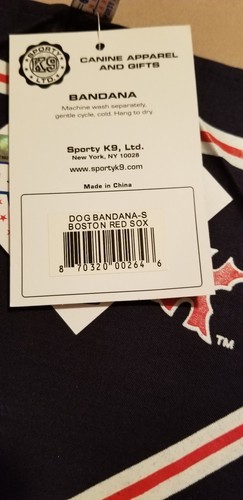 SPORTY
K9
LTD.
CANINE APPAREL
AND GIFTS
BANDANA
Machine wash separately,
gentle cycle, cold. Hang to dry.
Sporty K9, Ltd.
New York, NY 10028
www.sportyk9.com
Made in China
DOG BANDANA-S
BOSTON RED SOX
8 70320 00264 6
TM